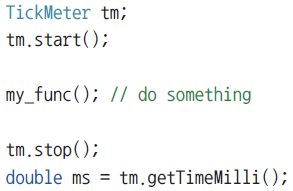 TickMeter tm;
tm.start();
my_func(); // do something
tm.stop();
double ms = tm.getTimeMilli();